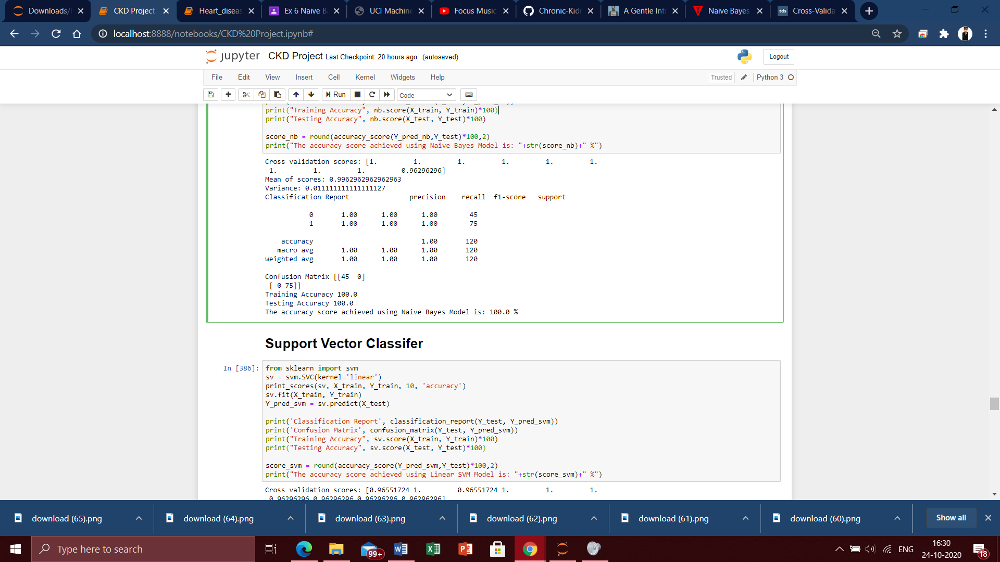 Downloads/
CKD Project
Heart_diseas
Ex 6 Naive B
UCI Machine
Focus Music
Chronic-Kidn
A Gentle Int
Naive Bayes
tds Cross-Valida
localhost:8888/notebooks/CKD%20Project.ipynb#
jupyter CKD Project Last Checkpoint: 20 hours ago (autosaved)
Logout
File Edit View Insert Cell Kernel Widgets Help
Trusted Python 3
Run Code
print("Training Accuracy", nb.score(X_train, Y_train)*100)
print("Testing Accuracy", nb.score(X_test, Y_test)*100)
score_nb = round(accuracy_score(Y_pred_nb,Y_test)*100,2)
print("The accuracy score achieved using Naive Bayes Model is: "+str(score_nb)+" %")
Cross validation scores: [1. 1. 1. 1. 1. 1.
1. 1. 1. 0.96296296]
Mean of scores: 0.9962962962962963
Variance: 0.011111111111111127
Classification Report precision recall f1-score support
0 1.00 1.00 1.00 45
1 1.00 1.00 1.00 75
accuracy 1.00 120
macro avg 1.00 1.00 1.00 120
weighted avg 1.00 1.00 1.00 120
Confusion Matrix [[45 0]
[ 0 75]]
Training Accuracy 100.0
Testing Accuracy 100.0
The accuracy score achieved using Naive Bayes Model is: 100.0 %
Support Vector Classifer
In [386]:
from sklearn import svm
sv = svm.SVC(kernel='linear')
print_scores(sv, X_train, Y_train, 10, 'accuracy')
sv.fit(X_train, Y_train)
Y_pred_svm = sv.predict(X_test)
print('Classification Report', classification_report(Y_test, Y_pred_svm))
print('Confusion Matrix', confusion_matrix(Y_test, Y_pred_svm))
print("Training Accuracy", sv.score(X_train, Y_train)*100)
print("Testing Accuracy", sv.score(X_test, Y_test)*100)
score_svm = round(accuracy_score(Y_pred_svm,Y_test)*100,2)
print("The accuracy score achieved using Linear SVM Model is: "+str(score_svm)+" %")
Cross validation scores: [0.96551724 1. 0.96551724 1. 1. 1.
0.96296296 0.96296296 0.96296296 0.96296296]
download (65).png
download (64).png
download (63).png
download (62).png
download (61).png
download (60).png
Show all
Type here to search
99+
ENG
16:30
24-10-2020
18